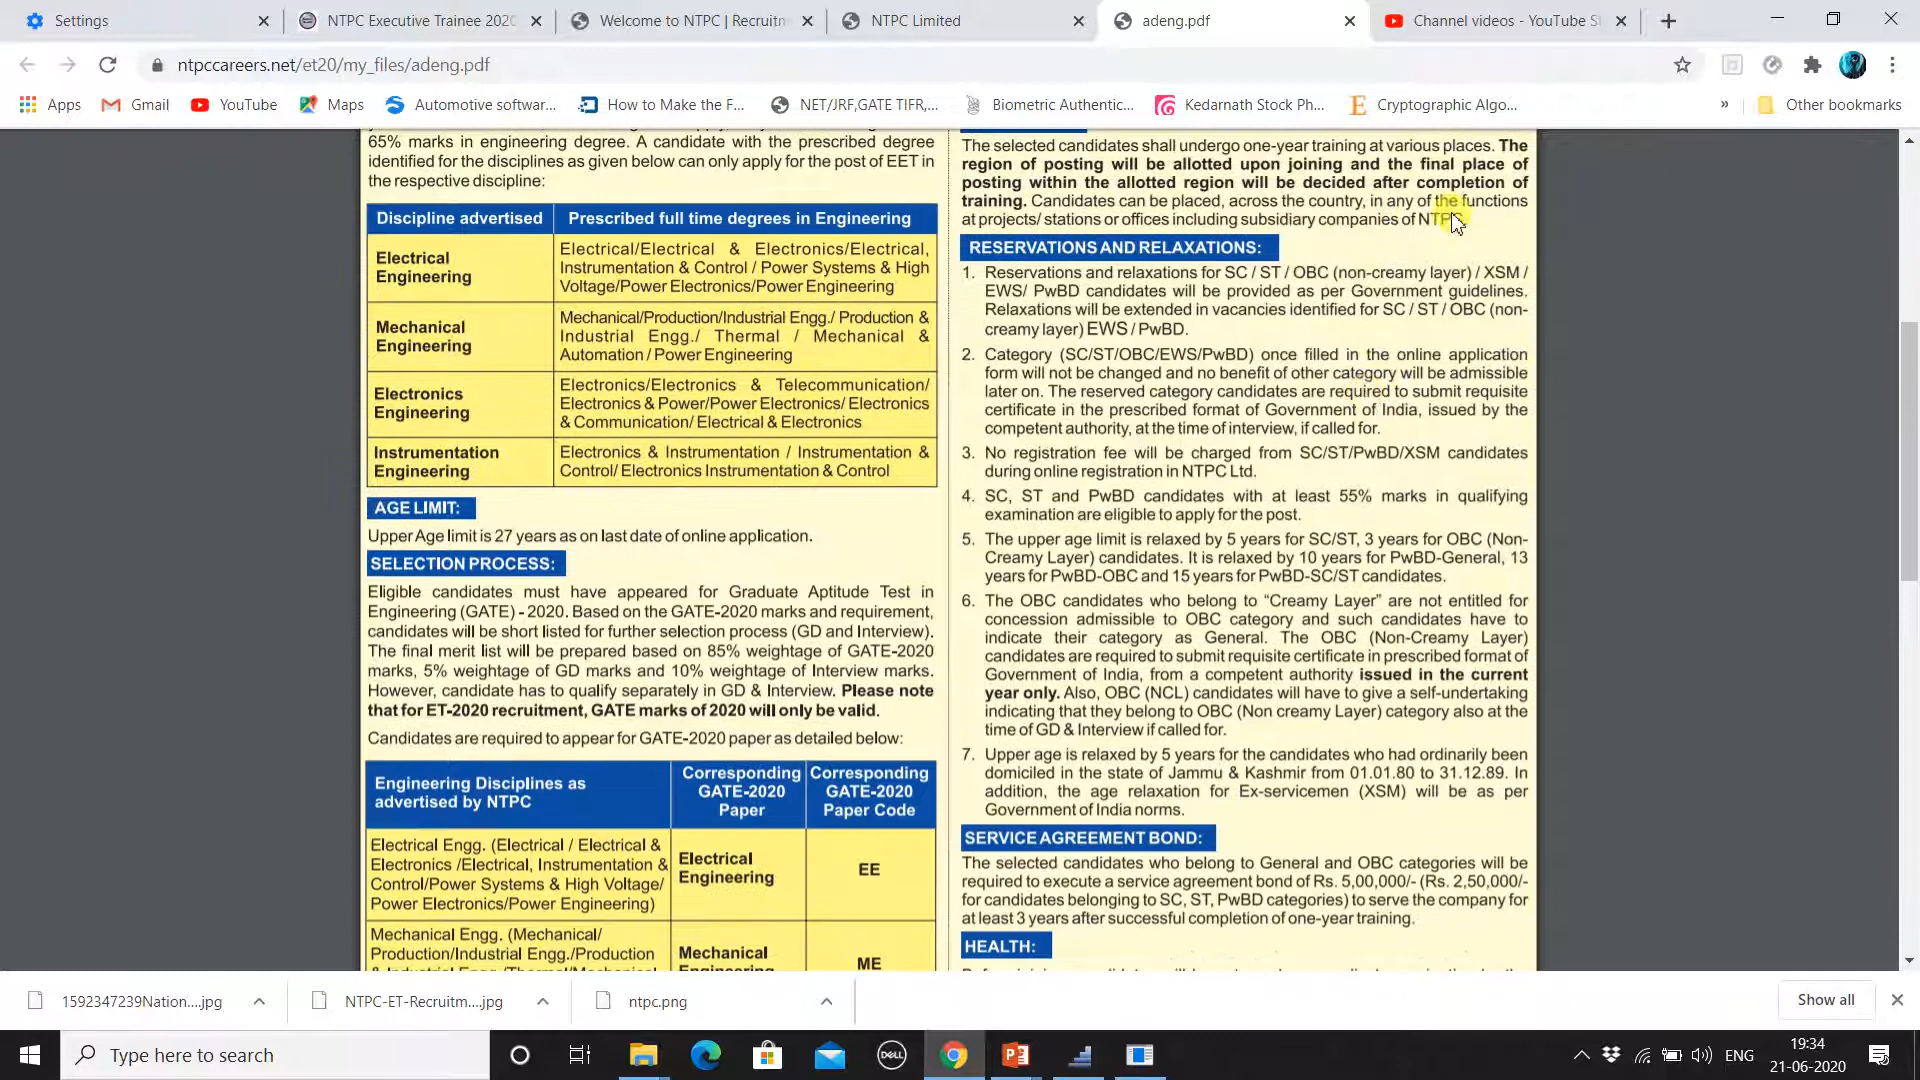 Settings
NTPC Executive Trainee 2020
Welcome to NTPC | Recruitm
NTPC Limited
adeng.pdf
Channel videos - YouTube S
ntpccareers.net/et20/my_files/adeng.pdf
Apps
Gmail
YouTube
Maps
Automotive softwar...
How to Make the F...
NET/JRF,GATE TIFR,...
Biometric Authentic...
Kedarnath Stock Ph...
Cryptographic Algo...
»
Other bookmarks
65% marks in engineering degree. A candidate with the prescribed degree
identified for the disciplines as given below can only apply for the post of EET in
the respective discipline:
Discipline advertised
Prescribed full time degrees in Engineering
Electrical
Engineering
Electrical/Electrical & Electronics/Electrical,
Instrumentation & Control / Power Systems & High
Voltage/Power Electronics/Power Engineering
Mechanical
Engineering
Mechanical/Production/Industrial Engg./ Production &
Industrial Engg./ Thermal / Mechanical &
Automation / Power Engineering
Electronics
Engineering
Electronics/Electronics & Telecommunication/
Electronics & Power/Power Electronics/ Electronics
& Communication/ Electrical & Electronics
Instrumentation
Engineering
Electronics & Instrumentation / Instrumentation &
Control/ Electronics Instrumentation & Control
AGE LIMIT:
Upper Age limit is 27 years as on last date of online application.
SELECTION PROCESS:
Eligible candidates must have appeared for Graduate Aptitude Test in
Engineering (GATE) - 2020. Based on the GATE-2020 marks and requirement,
candidates will be short listed for further selection process (GD and Interview).
The final merit list will be prepared based on 85% weightage of GATE-2020
marks, 5% weightage of GD marks and 10% weightage of Interview marks.
However, candidate has to qualify separately in GD & Interview. Please note
that for ET-2020 recruitment, GATE marks of 2020 will only be valid.
Candidates are required to appear for GATE-2020 paper as detailed below:
Engineering Disciplines as
advertised by NTPC
Corresponding
GATE-2020
Paper
Corresponding
GATE-2020
Paper Code
Electrical Engg. (Electrical / Electrical &
Electronics /Electrical, Instrumentation &
Control/Power Systems & High Voltage/
Power Electronics/Power Engineering)
Electrical
Engineering
EE
Mechanical Engg. (Mechanical/
Production/Industrial Engg./Production
Mechanical
Engineering
ME
The selected candidates shall undergo one-year training at various places. The
region of posting will be allotted upon joining and the final place of
posting within the allotted region will be decided after completion of
training. Candidates can be placed, across the country, in any of the functions
at projects/ stations or offices including subsidiary companies of NTPC.
RESERVATIONS AND RELAXATIONS:
1. Reservations and relaxations for SC / ST / OBC (non-creamy layer) / XSM /
EWS/ PwBD candidates will be provided as per Government guidelines.
Relaxations will be extended in vacancies identified for SC / ST / OBC (non-
creamy layer) EWS / PwBD.
2. Category (SC/ST/OBC/EWS/PwBD) once filled in the online application
form will not be changed and no benefit of other category will be admissible
later on. The reserved category candidates are required to submit requisite
certificate in the prescribed format of Government of India, issued by the
competent authority, at the time of interview, if called for.
3. No registration fee will be charged from SC/ST/PwBD/XSM candidates
during online registration in NTPC Ltd.
4. SC, ST and PwBD candidates with at least 55% marks in qualifying
examination are eligible to apply for the post.
5. The upper age limit is relaxed by 5 years for SC/ST, 3 years for OBC (Non-
Creamy Layer) candidates. It is relaxed by 10 years for PwBD-General, 13
years for PwBD-OBC and 15 years for PwBD-SC/ST candidates.
6. The OBC candidates who belong to “Creamy Layer” are not entitled for
concession admissible to OBC category and such candidates have to
indicate their category as General. The OBC (Non-Creamy Layer)
candidates are required to submit requisite certificate in prescribed format of
Government of India, from a competent authority issued in the current
year only. Also, OBC (NCL) candidates will have to give a self-undertaking
indicating that they belong to OBC (Non creamy Layer) category also at the
time of GD & Interview if called for.
7. Upper age is relaxed by 5 years for the candidates who had ordinarily been
domiciled in the state of Jammu & Kashmir from 01.01.80 to 31.12.89. In
addition, the age relaxation for Ex-servicemen (XSM) will be as per
Government of India norms.
SERVICE AGREEMENT BOND:
The selected candidates who belong to General and OBC categories will be
required to execute a service agreement bond of Rs. 5,00,000/- (Rs. 2,50,000/-
for candidates belonging to SC, ST, PwBD categories) to serve the company for
at least 3 years after successful completion of one-year training.
HEALTH:
1592347239Nation....jpg
NTPC-ET-Recruitm....jpg
ntpc.png
Show all
Type here to search
DELL
ENG
19:34
21-06-2020